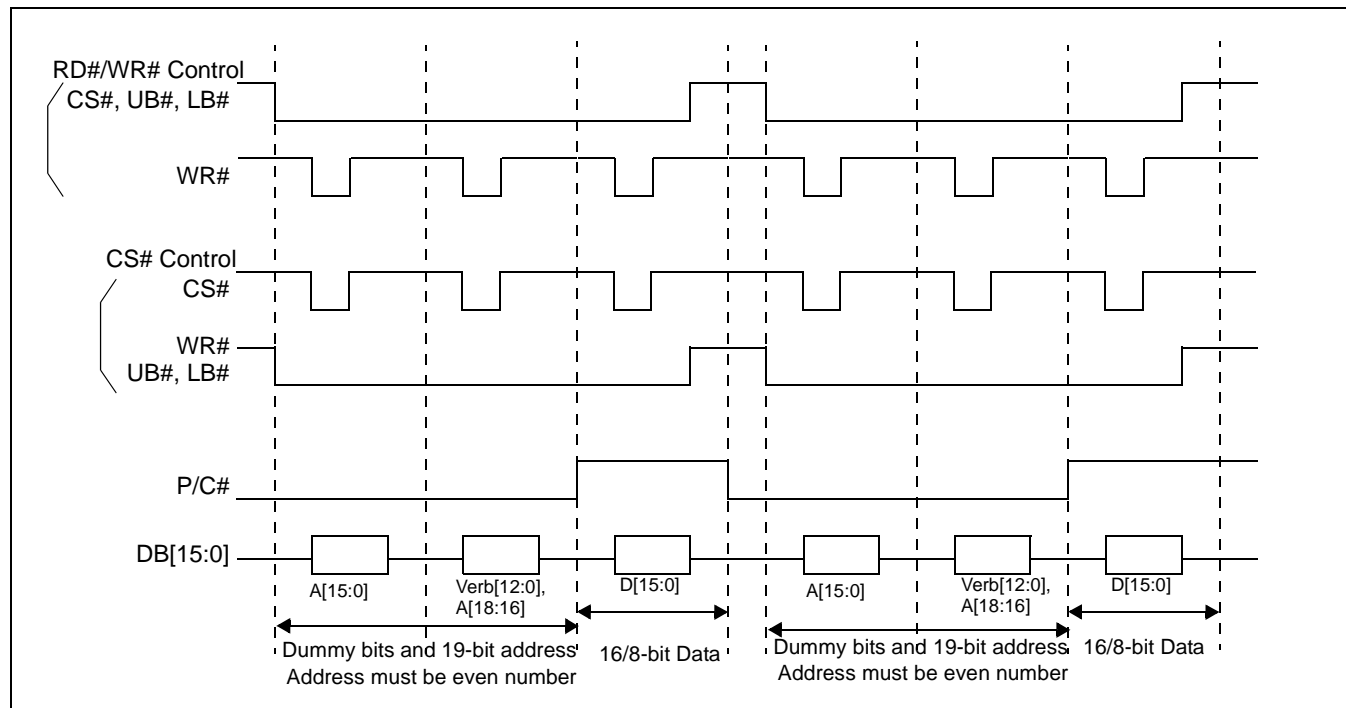 RD#/WR# Control
CS#, UB#, LB#
WR#
CS# Control
CS#
WR#
UB#, LB#
P/C#
DB[15:0]
A[15:0]
Verb[12:0],
A[18:16]
D[15:0]
A[15:0]
Verb[12:0],
A[18:16]
D[15:0]
Dummy bits and 19-bit address
Address must be even number
16/8-bit Data
Dummy bits and 19-bit address
Address must be even number
16/8-bit Data